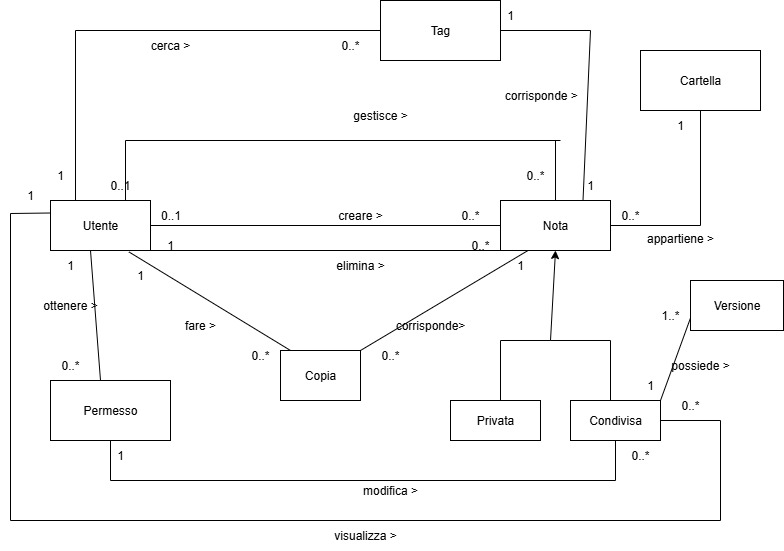 1
Tag
cerca >
0..*
Cartella
corrisponde >
gestisce >
1
1
0..*
1
0..1
1
1
Utente
0..1
creare >
0..*
Nota
0..*
appartiene >
1
0..*
1
elimina >
1
1
ottenere >
Versione
1..*
fare >
corrisponde>
0..*
0..*
0..*
possiede >
Copia
1
0..*
Permesso
Privata
Condivisa
1
0..*
modifica >
visualizza >